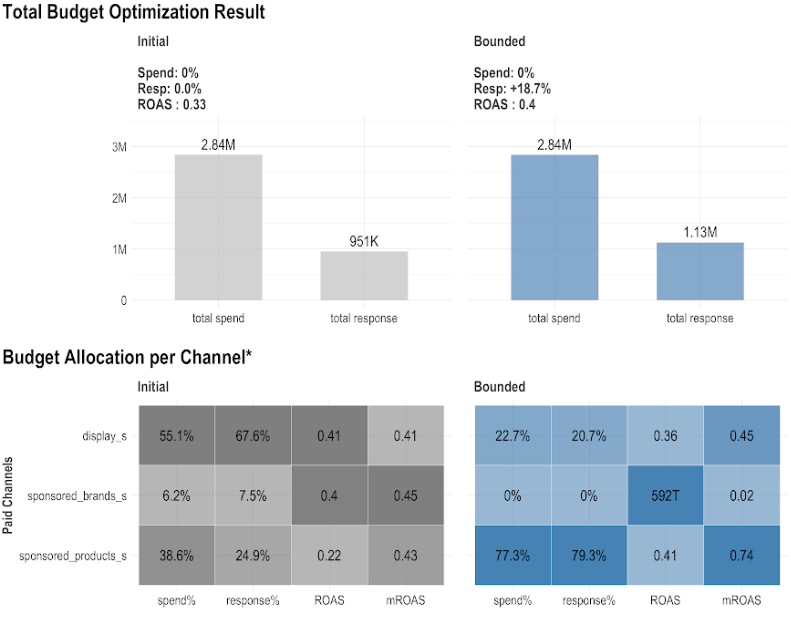 Total Budget Optimization Result
Initial
Bounded
Spend: 0%
Resp: 0.0%
ROAS : 0.33
Spend: 0%
Resp: +18.7%
ROAS : 0.4
3M
2M
1M
0
2.84M
951K
2.84M
1.13M
total spend
total response
total spend
total response
Budget Allocation per Channel*
Initial
Bounded
Paid Channels
display_s
55.1%
67.6%
0.41
0.41
22.7%
20.7%
0.36
0.45
sponsored_brands_s
6.2%
7.5%
0.4
0.45
0%
0%
592T
0.02
sponsored_products_s
38.6%
24.9%
0.22
0.43
77.3%
79.3%
0.41
0.74
spend%
response%
ROAS
mROAS
spend%
response%
ROAS
mROAS